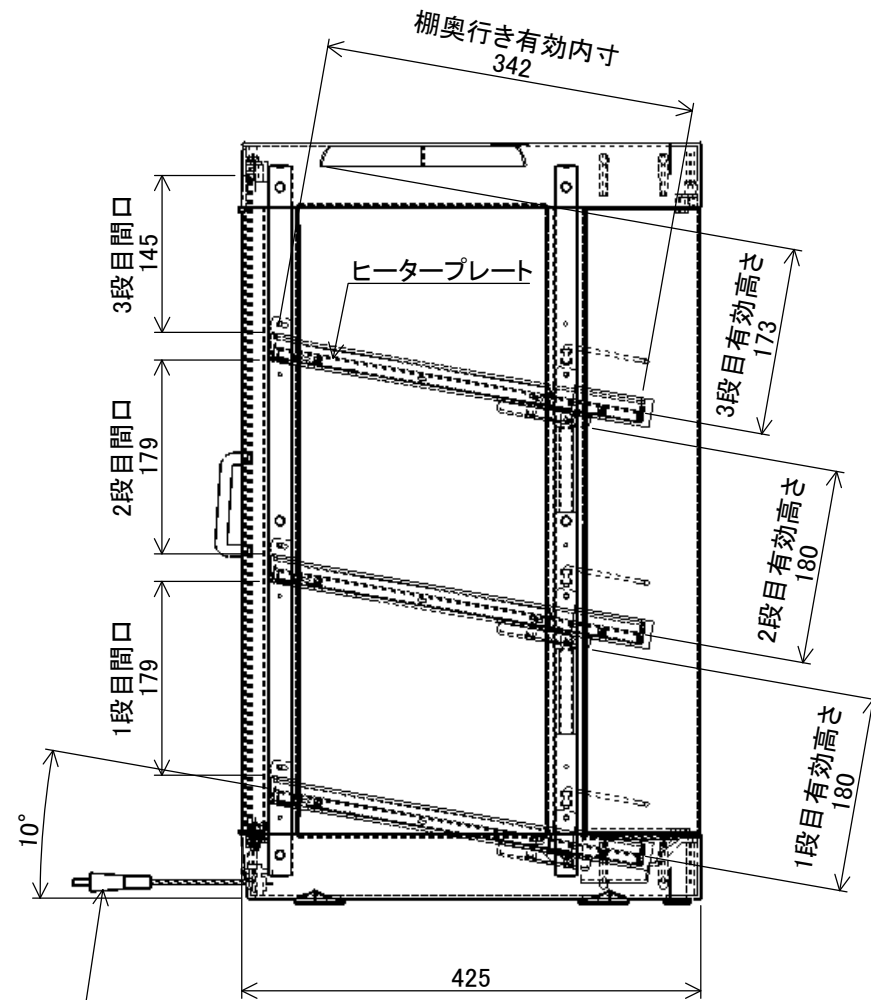 棚奥行き有効内寸
342
3段目間口
145
ヒータープレート
3段目有効高さ
173
2段目間口
179
2段目有効高さ
180
1段目間口
179
1段目有効高さ
180
10°
425